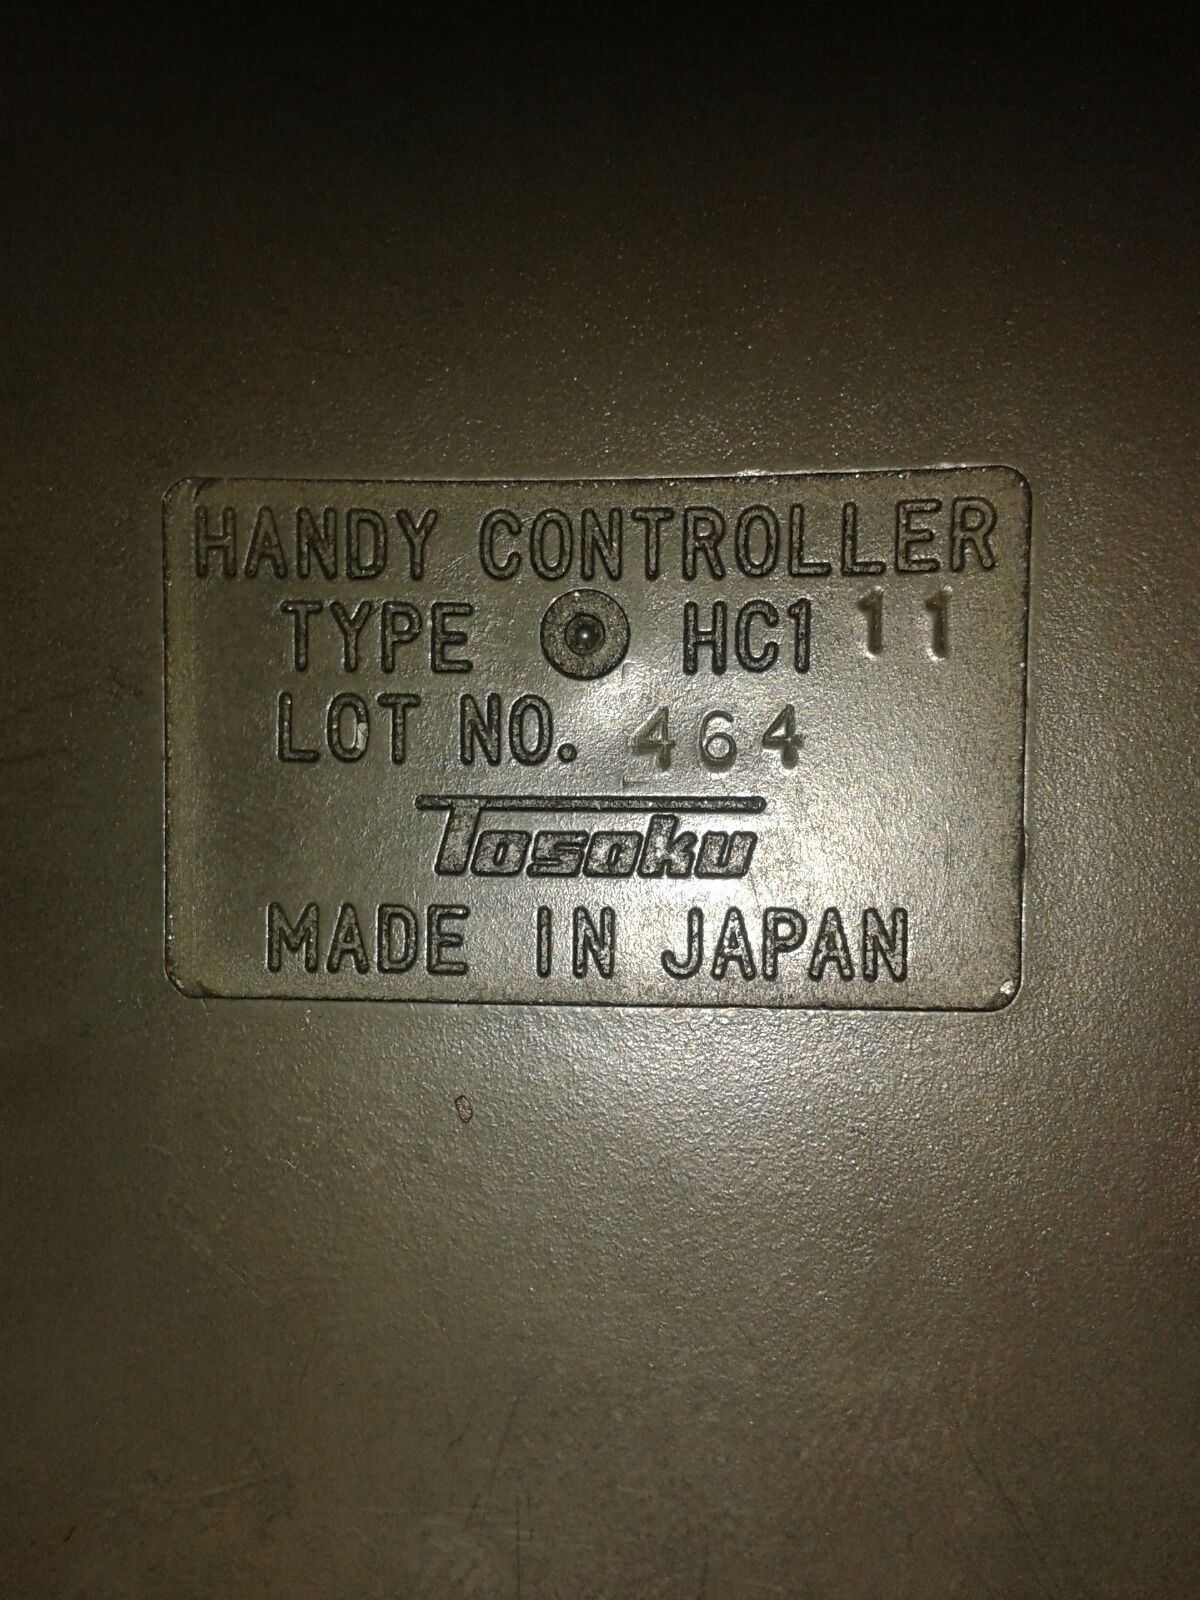 HANDY CONTROLLER
TYPE HC1 11
LOT NO. 464
Tosoku
MADE IN JAPAN